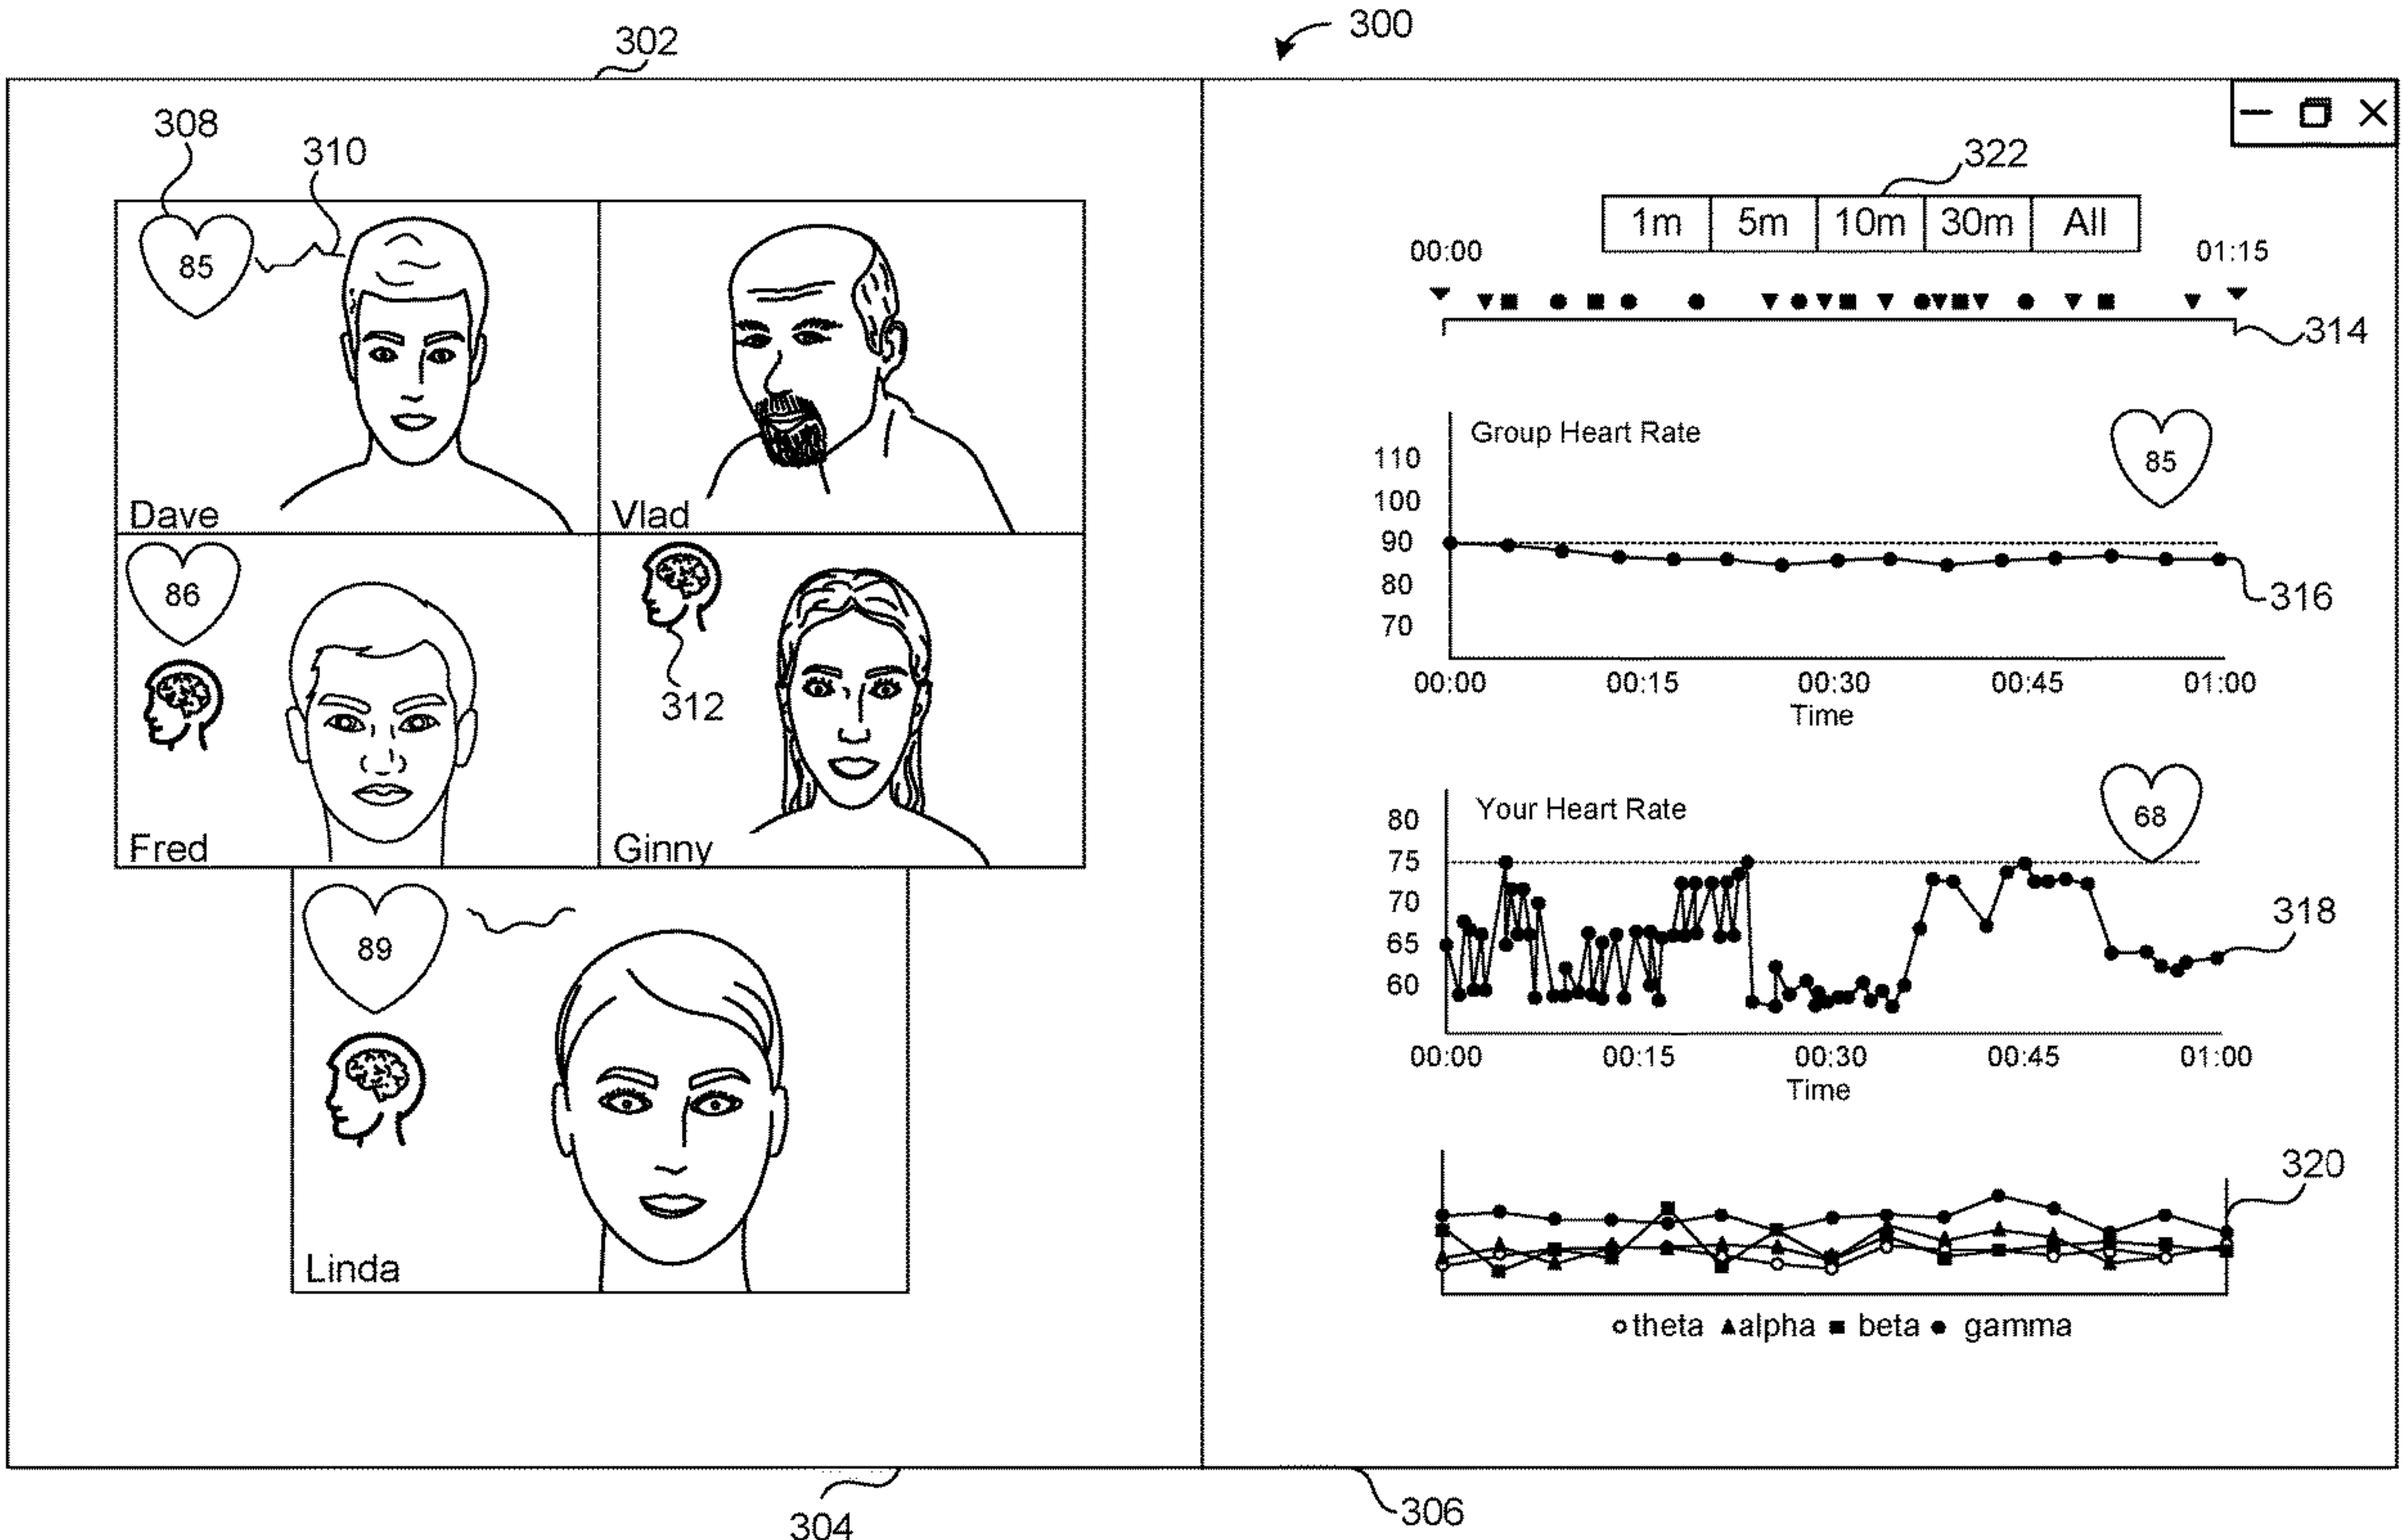 300
302
308
310
85
Dave
Vlad
86
312
Fred
Ginny
89
Linda
304
322
1m 5m 10m 30m All
00:00 01:15
314
Group Heart Rate
85
110
100
90
80
70
316
00:00 00:15 00:30 00:45 01:00
Time
Your Heart Rate
68
80
75
70
65
60
318
00:00 00:15 00:30 00:45 01:00
Time
320
theta alpha beta gamma
306